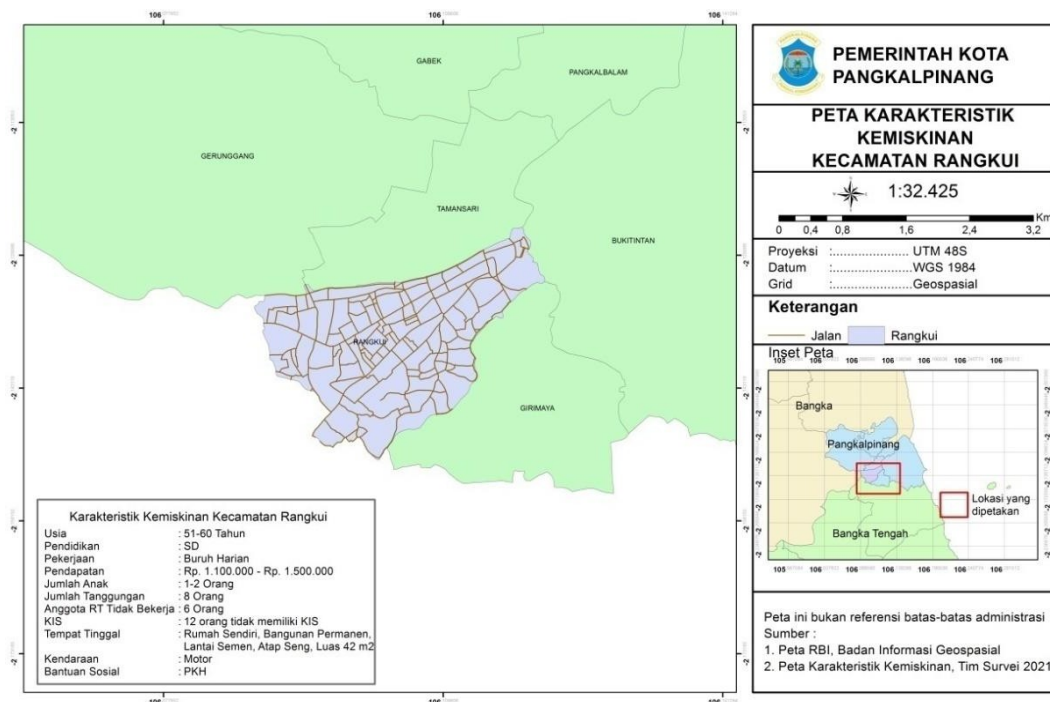 GABEK
PANGKALBALAM
GERUNGGANG
TAMANSARI
BUKITINTAN
RANGKUI
GIRIMAYA
Karakteristik Kemiskinan Kecamatan Rangkui
Usia : 51-60 Tahun
Pendidikan : SD
Pekerjaan : Buruh Harian
Pendapatan : Rp. 1.100.000 - Rp. 1.500.000
Jumlah Anak : 1-2 Orang
Jumlah Tanggungan : 8 Orang
Anggota RT Tidak Bekerja : 6 Orang
KIS : 12 orang tidak memiliki KIS
Tempat Tinggal : Rumah Sendiri, Bangunan Permanen,
Lantai Semen, Atap Seng, Luas 42 m2
Kendaraan : Motor
Bantuan Sosial : PKH
PEMERINTAH KOTA
PANGKALPINANG
PETA KARAKTERISTIK
KEMISKINAN
KECAMATAN RANGKUI
1:32.425
Km
0 0,4 0,8 1,6 2,4 3,2
Proyeksi :..................... UTM 48S
Datum :.....................WGS 1984
Grid :.....................Geospasial
Keterangan
Jalan Rangkui
Inset Peta
Bangka
Pangkalpinang
Bangka Tengah
Lokasi yang
dipetakan
Peta ini bukan referensi batas-batas administrasi
Sumber :
1. Peta RBI, Badan Informasi Geospasial
2. Peta Karakteristik Kemiskinan, Tim Survei 2021